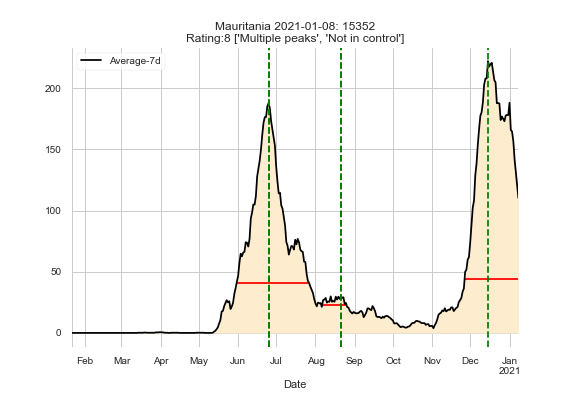 Mauritania 2021-01-08: 15352
Rating:8 ['Multiple peaks', 'Not in control']
Average-7d
200
150
100
50
0
Feb Mar Apr May Jun Jul Aug Sep Oct Nov Dec Jan
2021
Date